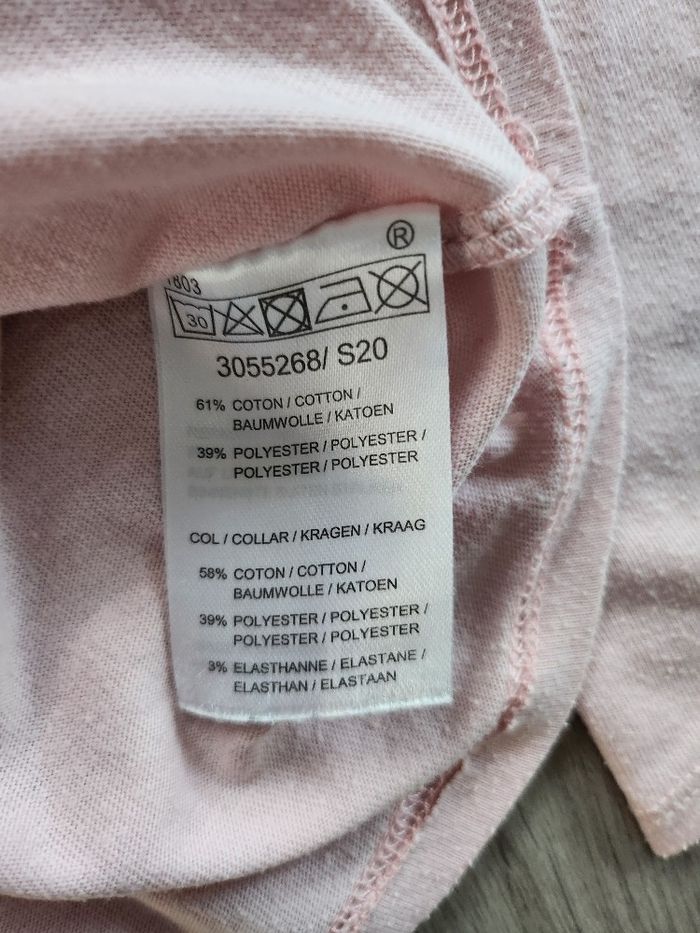 ®
1803
30
3055268/ S20
61% COTON / COTTON /
BAUMWOLLE / KATOEN
39% POLYESTER / POLYESTER /
POLYESTER / POLYESTER
COL / COLLAR / KRAGEN / KRAAG
58% COTON / COTTON /
BAUMWOLLE / KATOEN
39% POLYESTER / POLYESTER /
POLYESTER / POLYESTER
3% ELASTHANNE / ELASTANE /
ELASTHAN / ELASTAAN